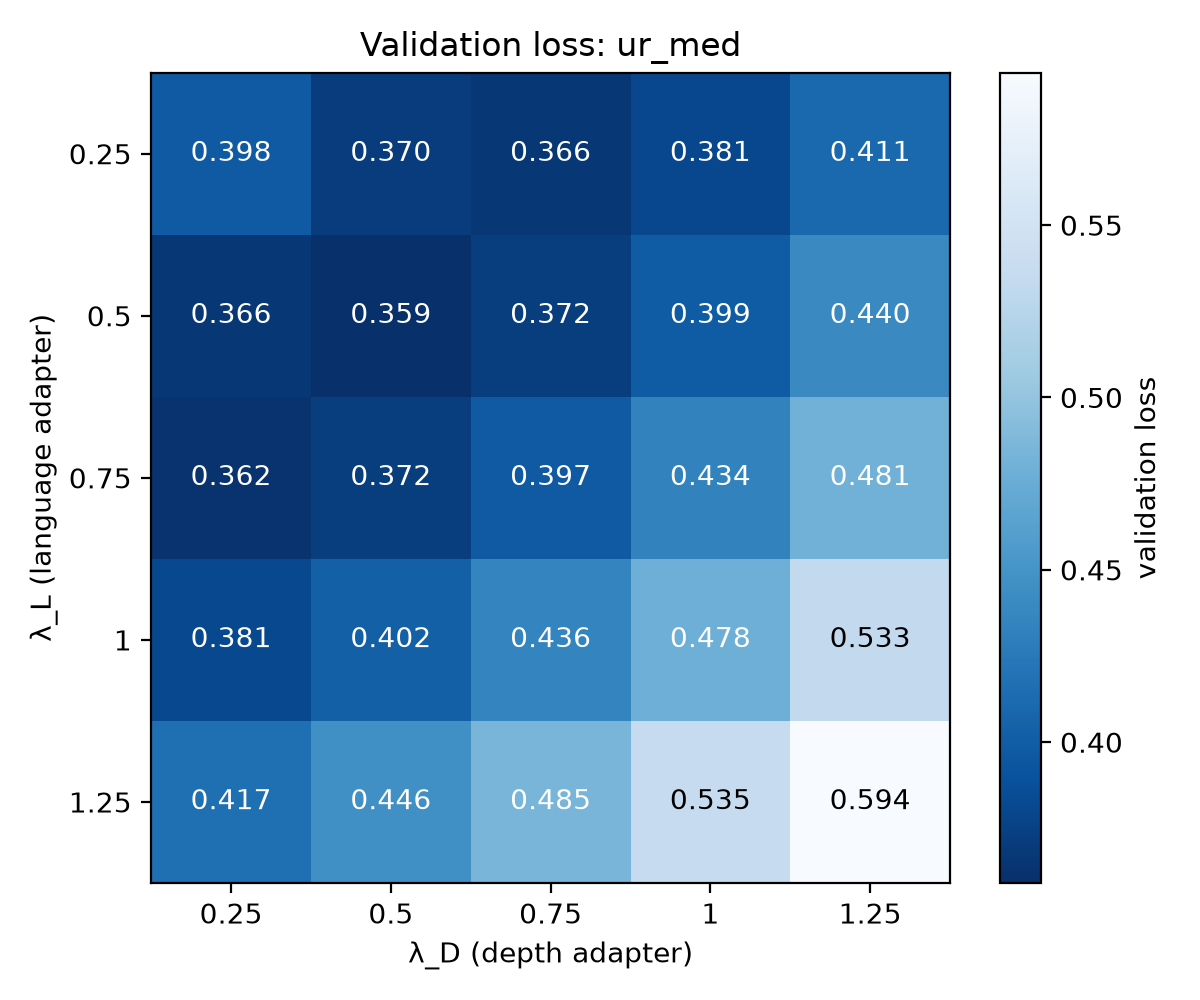 Validation loss: ur_med
λ_L (language adapter)
0.25 0.398 0.370 0.366 0.381 0.411
0.5 0.366 0.359 0.372 0.399 0.440
0.75 0.362 0.372 0.397 0.434 0.481
1 0.381 0.402 0.436 0.478 0.533
1.25 0.417 0.446 0.485 0.535 0.594
0.25 0.5 0.75 1 1.25
λ_D (depth adapter)
0.55
0.50
0.45
0.40
validation loss